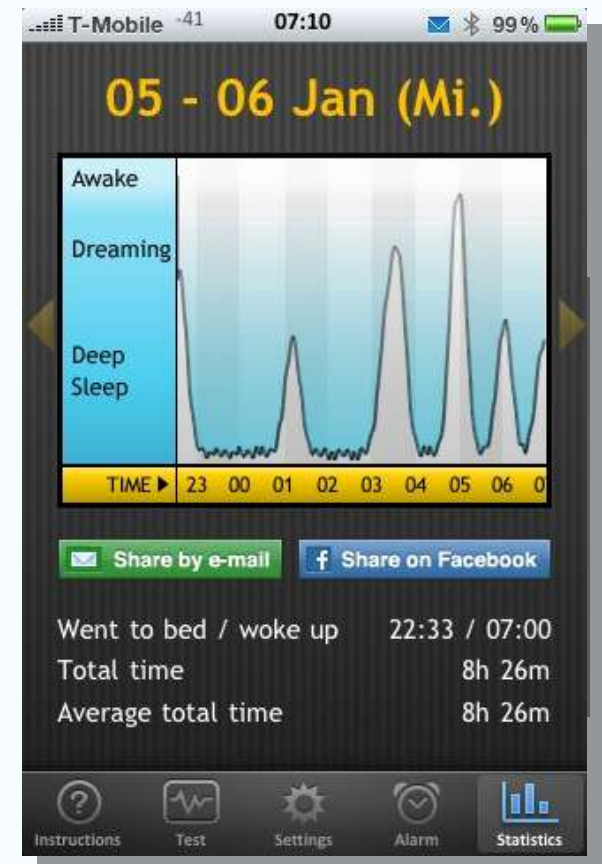 T-Mobile -41 07:10 99%
05 - 06 Jan (Mi.)
Awake
Dreaming
Deep
Sleep
TIME 23 00 01 02 03 04 05 06 0
Share by e-mail f Share on Facebook
Went to bed / woke up 22:33 / 07:00
Total time 8h 26m
Average total time 8h 26m
? Instructions Test Settings Alarm Statistics